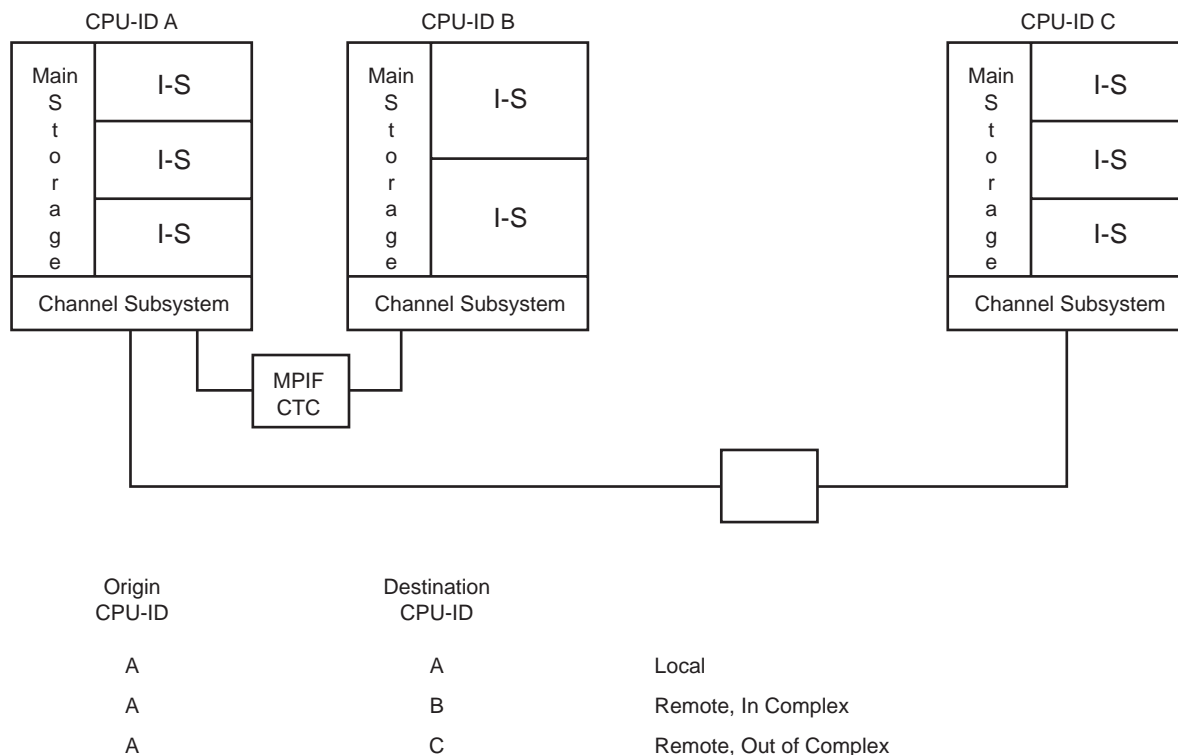 CPU-ID A
CPU-ID B
CPU-ID C
Main
S
t
o
r
a
g
e
I-S
I-S
I-S
Channel Subsystem
Main
S
t
o
r
a
g
e
I-S
I-S
Channel Subsystem
Main
S
t
o
r
a
g
e
I-S
I-S
I-S
Channel Subsystem
MPIF
CTC
Origin
CPU-ID
Destination
CPU-ID
A A Local
A B Remote, In Complex
A C Remote, Out of Complex